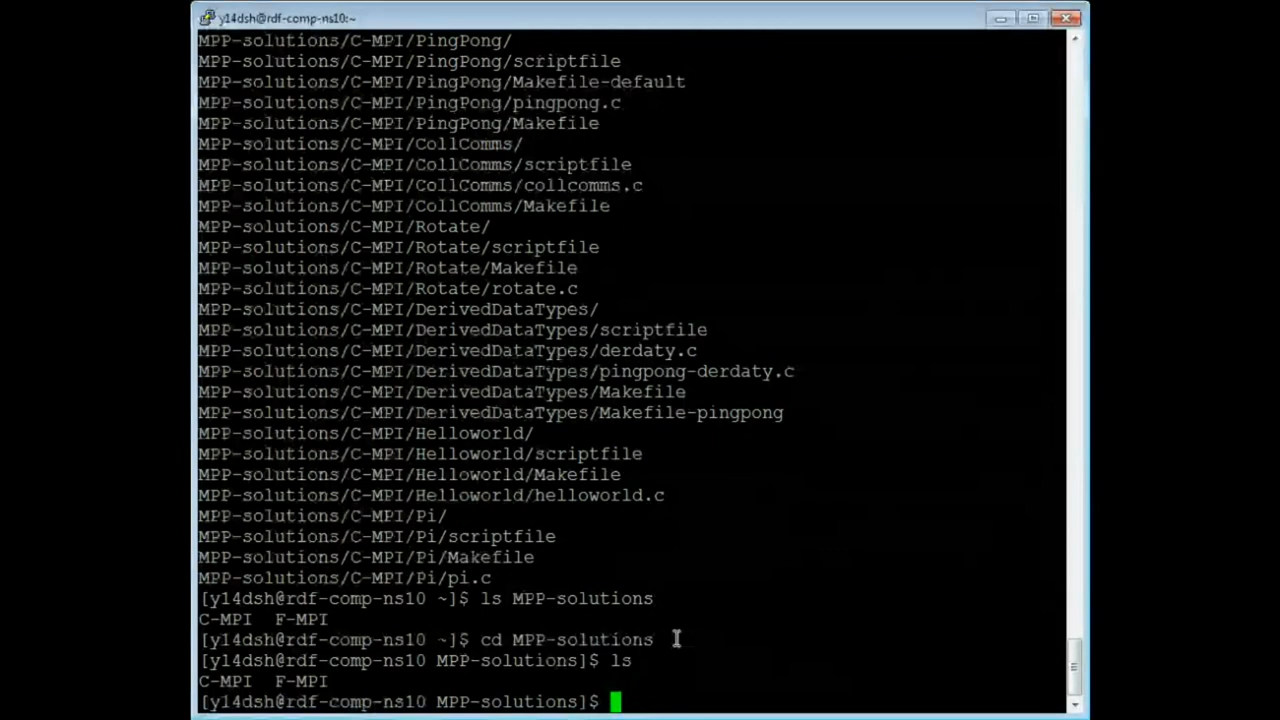 y14dsh@rdf-comp-ns10:~
MPP-solutions/C-MPI/PingPong/
MPP-solutions/C-MPI/PingPong/scriptfile
MPP-solutions/C-MPI/PingPong/Makefile-default
MPP-solutions/C-MPI/PingPong/pingpong.c
MPP-solutions/C-MPI/PingPong/Makefile
MPP-solutions/C-MPI/CollComms/
MPP-solutions/C-MPI/CollComms/scriptfile
MPP-solutions/C-MPI/CollComms/collcomms.c
MPP-solutions/C-MPI/CollComms/Makefile
MPP-solutions/C-MPI/Rotate/
MPP-solutions/C-MPI/Rotate/scriptfile
MPP-solutions/C-MPI/Rotate/Makefile
MPP-solutions/C-MPI/Rotate/rotate.c
MPP-solutions/C-MPI/DerivedDataTypes/
MPP-solutions/C-MPI/DerivedDataTypes/scriptfile
MPP-solutions/C-MPI/DerivedDataTypes/derdaty.c
MPP-solutions/C-MPI/DerivedDataTypes/pingpong-derdaty.c
MPP-solutions/C-MPI/DerivedDataTypes/Makefile
MPP-solutions/C-MPI/DerivedDataTypes/Makefile-pingpong
MPP-solutions/C-MPI/Helloworld/
MPP-solutions/C-MPI/Helloworld/scriptfile
MPP-solutions/C-MPI/Helloworld/Makefile
MPP-solutions/C-MPI/Helloworld/helloworld.c
MPP-solutions/C-MPI/Pi/
MPP-solutions/C-MPI/Pi/scriptfile
MPP-solutions/C-MPI/Pi/Makefile
MPP-solutions/C-MPI/Pi/pi.c
[y14dsh@rdf-comp-ns10 ~]$ ls MPP-solutions
C-MPI  F-MPI
[y14dsh@rdf-comp-ns10 ~]$ cd MPP-solutions
[y14dsh@rdf-comp-ns10 MPP-solutions]$ ls
C-MPI  F-MPI
[y14dsh@rdf-comp-ns10 MPP-solutions]$